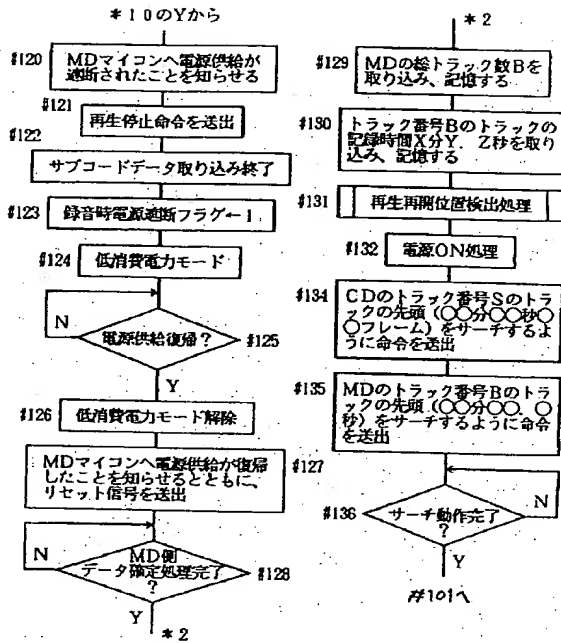 *10のYから
#120
MDマイコンへ電源供給が
遮断されたことを知らせる
#121
再生停止命令を送出
#122
サブコードデータ取り込み終了
#123
録音時電源遮断フラグ←1
#124
低消費電力モード
N
電源供給復帰?
#125
Y
#126
低消費電力モード解除
MDマイコンへ電源供給が復帰
したことを知らせるとともに、
リセット信号を送出
#127
N
MD側
データ確定処理完了
?
#128
Y
*2
*2
#129
MDの総トラック数Bを
取り込み、記憶する
#130
トラック番号Bのトラックの
記録時間X分Y.Z秒を取り
込み、記憶する
#131
再生再開位置検出処理
#132
電源ON処理
#134
CDのトラック番号Sのトラ
ックの先頭(○○分○○秒○
○フレーム)をサーチするよ
うに命令を送出
#135
MDのトラック番号Bのトラ
ックの先頭(○○分○○.○
秒)をサーチするように命令
を送出
N
#136
サーチ動作完了
?
Y
#101へ